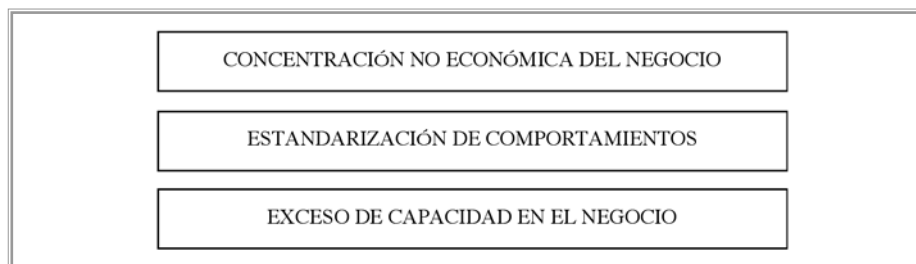 CONCENTRACIÓN NO ECONÓMICA DEL NEGOCIO
ESTANDARIZACIÓN DE COMPORTAMIENTOS
EXCESO DE CAPACIDAD EN EL NEGOCIO